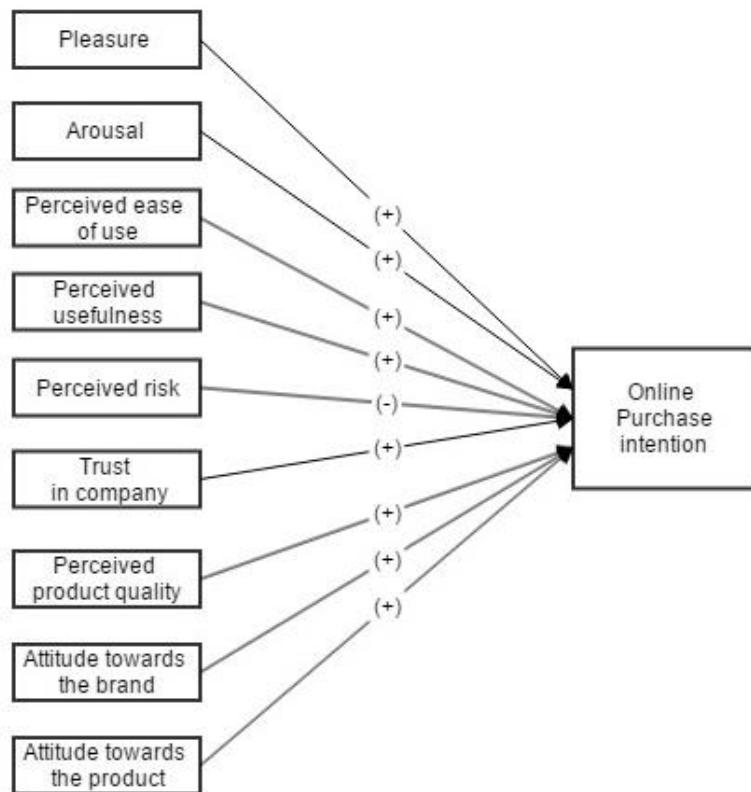 Pleasure
Arousal
Perceived ease
of use
Perceived
usefulness
Perceived risk
Trust
in company
Perceived
product quality
Attitude towards
the brand
Attitude towards
the product
(+)
(+)
(+)
(+)
(-)
(+)
(+)
(+)
(+)
Online
Purchase
intention